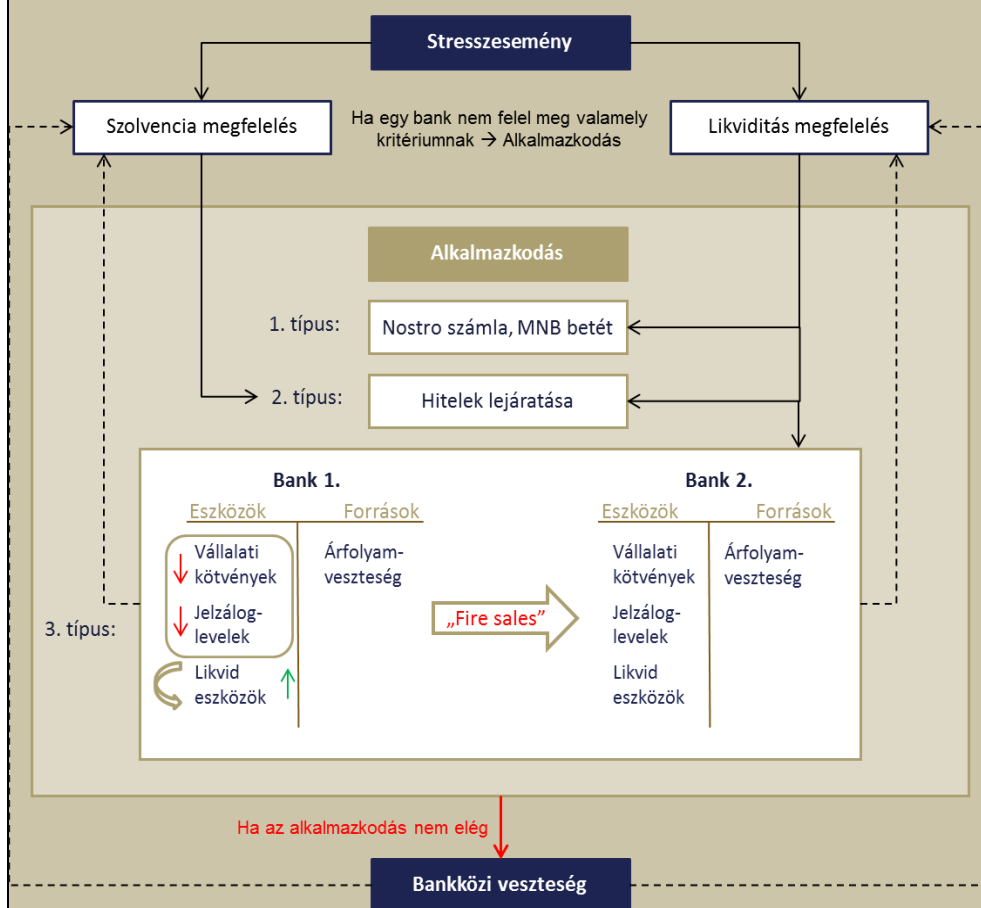 Stresszesemény
Szolvencia megfelelés
Ha egy bank nem felel meg valamely
kritériumnak → Alkalmazkodás
Likviditás megfelelés
Alkalmazkodás
1. típus:
Nostro számla, MNB betét
2. típus:
Hitelek lejáratása
3. típus:
Bank 1.
Eszközök
Források
Vállalati
kötvények
Jelzálog-
levelek
Likvid
eszközök
Árfolyam-
veszteség
„Fire sales”
Bank 2.
Eszközök
Források
Vállalati
kötvények
Jelzálog-
levelek
Likvid
eszközök
Árfolyam-
veszteség
Ha az alkalmazkodás nem elég
Bankközi veszteség